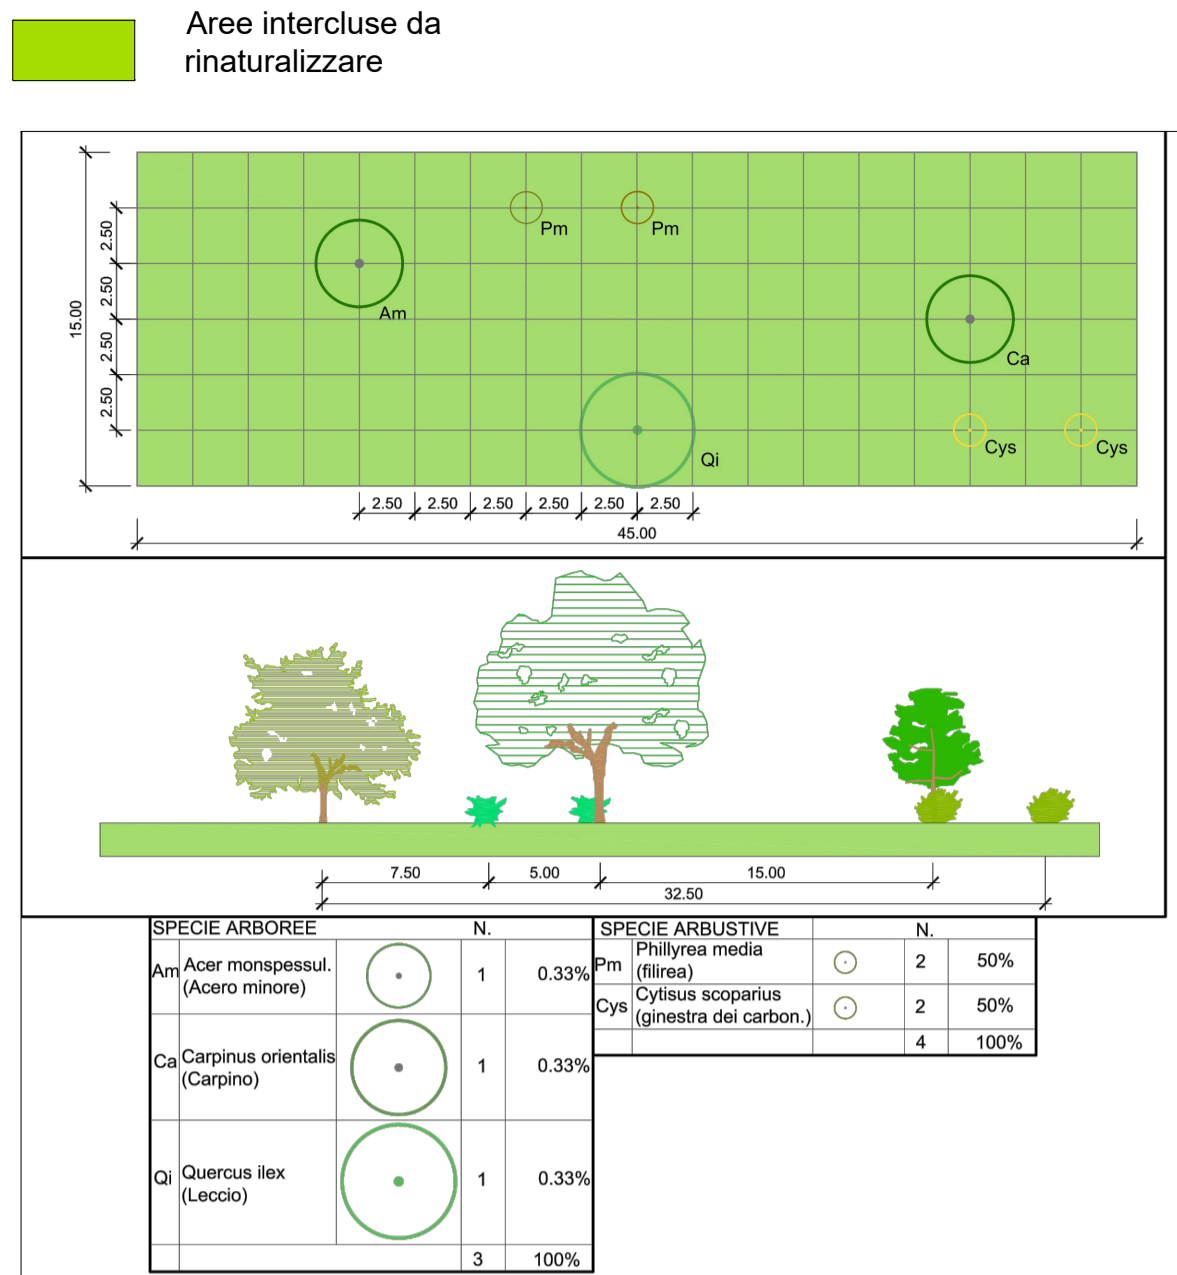 Aree intercluse da
rinaturalizzare
Pm
Pm
Am
Ca
Cys
Cys
Qi
15.00
2.50
2.50
2.50
2.50
2.50
2.50
2.50
2.50
2.50
2.50
45.00
7.50
5.00
15.00
32.50
SPECIE ARBOREE N.
Am Acer monspessul.
(Acero minore)
1 0.33%
Ca Carpinus orientalis
(Carpino)
1 0.33%
Qi Quercus ilex
(Leccio)
1 0.33%
3 100%
SPECIE ARBUSTIVE N.
Pm Phillyrea media
(filirea)
2 50%
Cys Cytisus scoparius
(ginestra dei carbon.)
2 50%
4 100%